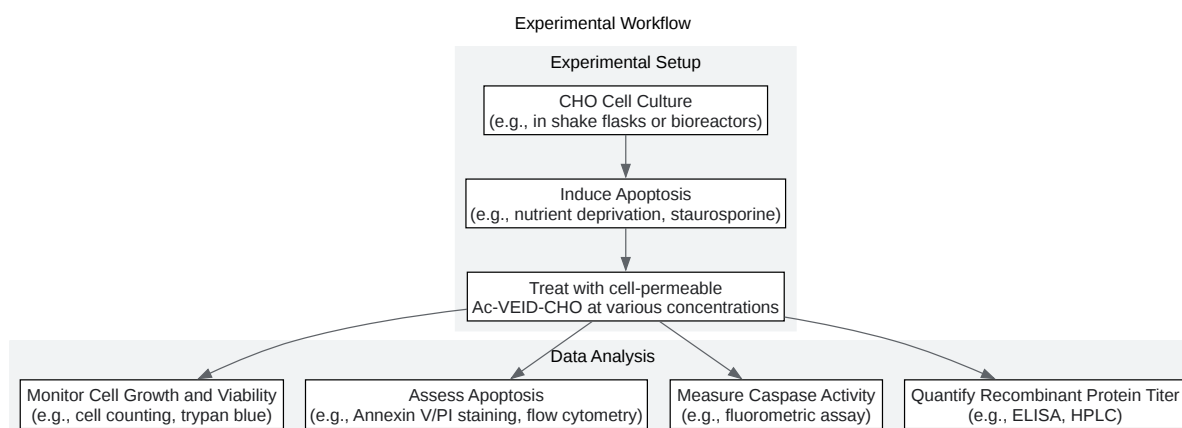 Experimental Workflow
Experimental Setup
CHO Cell Culture
(e.g., in shake flasks or bioreactors)
Induce Apoptosis
(e.g., nutrient deprivation, staurosporine)
Treat with cell-permeable
Ac-VEID-CHO at various concentrations
Data Analysis
Monitor Cell Growth and Viability
(e.g., cell counting, trypan blue)
Assess Apoptosis
(e.g., Annexin V/PI staining, flow cytometry)
Measure Caspase Activity
(e.g., fluorometric assay)
Quantify Recombinant Protein Titer
(e.g., ELISA, HPLC)